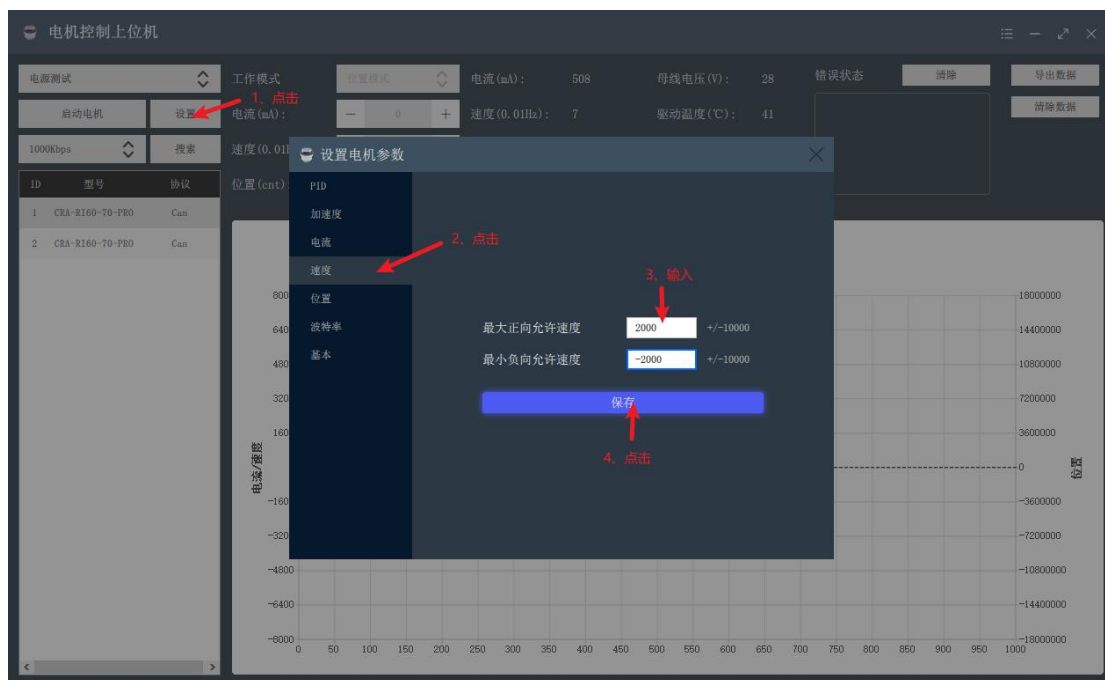 电机控制上位机
电源测试
启动电机
设置
1、点击
1000Kbps
搜索
ID 型号 协议
1 CRA-RI60-70-PRO Can
2 CRA-RI60-70-PRO Can
工作模式 位置模式 电流(mA): 508 母线电压(V): 28 错误状态 清除 导出数据
电流(mA): 0 速度(0.01Hz): 7 驱动温度(℃): 41 清除数据
速度(0.01
位置(cnt)
设置电机参数
PID
加速度
电流
速度
位置
波特率
基本
2、点击
3、输入
最大正向允许速度 2000 +/-10000
最小负向允许速度 -2000 +/-10000
保存
4、点击
电流/速度
800
640
480
320
160
-160
-320
-4800
-6400
-8000
0 50 100 150 200 250 300 350 400 450 500 550 600 650 700 750 800 850 900 950 1000
18000000
14400000
10800000
7200000
3600000
0
-3600000
-7200000
-10800000
-14400000
-18000000
位置